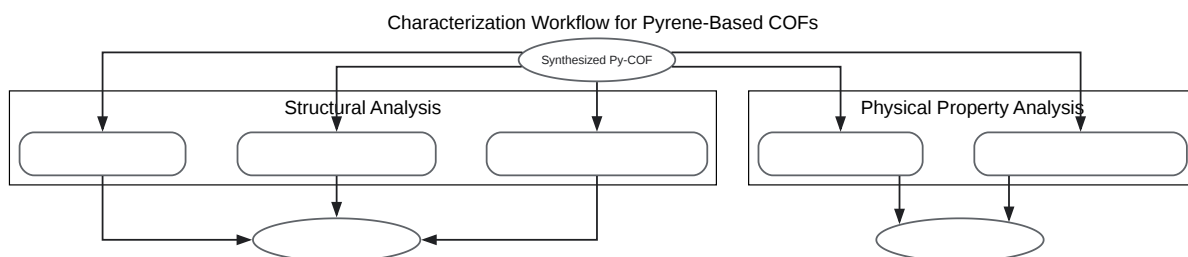 Characterization Workflow for Pyrene-Based COFs
Synthesized Py-COF
Structural Analysis
Physical Property Analysis